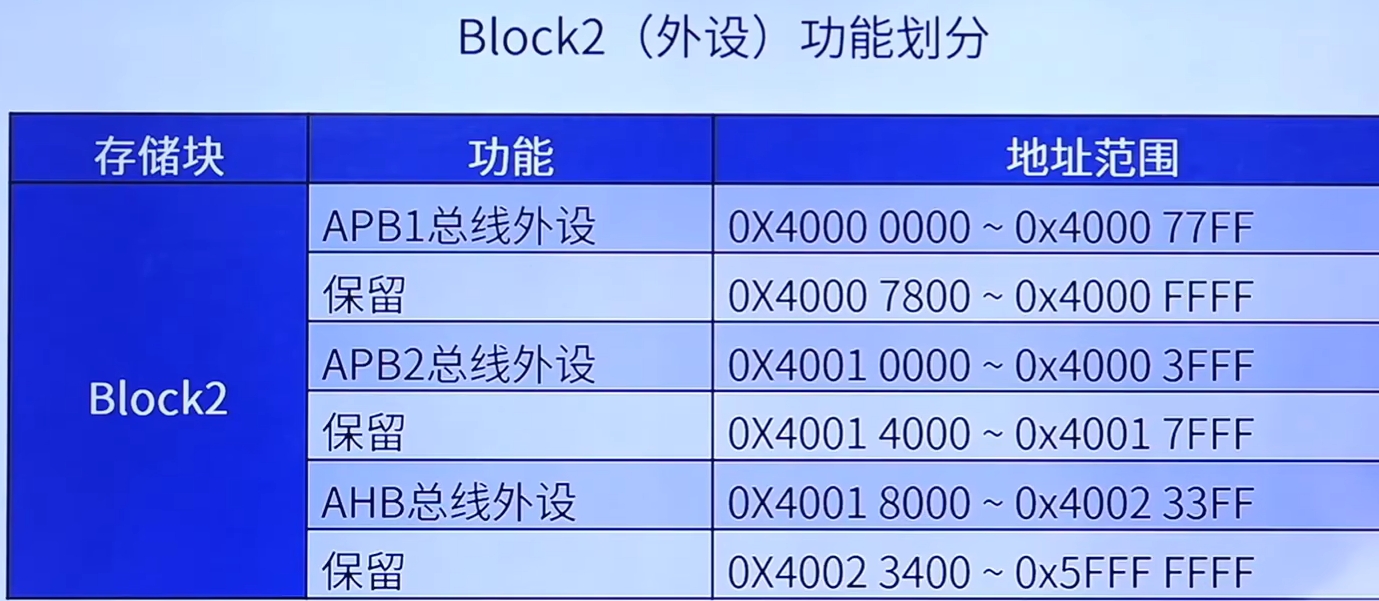 Block2（外设）功能划分
存储块 功能 地址范围
APB1总线外设 0X4000 0000 ~ 0x4000 77FF
保留 0X4000 7800 ~ 0x4000 FFFF
APB2总线外设 0X4001 0000 ~ 0x4000 3FFF
Block2
保留 0X4001 4000 ~ 0x4001 7FFF
AHB总线外设 0X4001 8000 ~ 0x4002 33FF
保留 0X4002 3400 ~ 0x5FFF FFFF